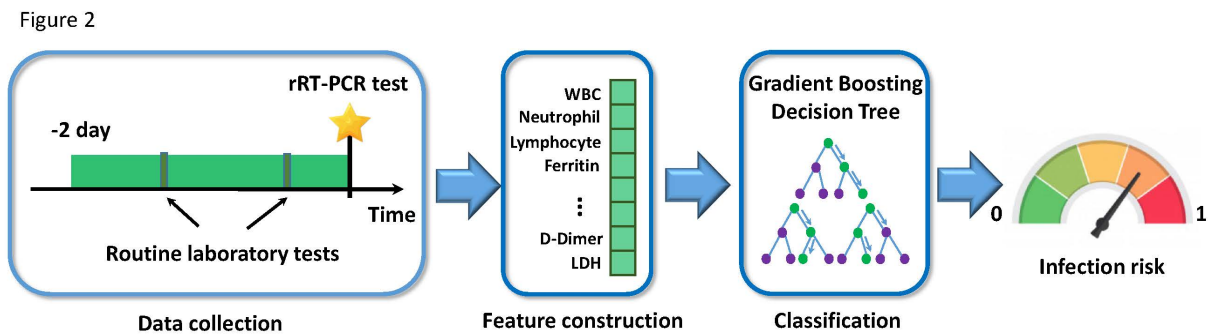 Figure 2
rRT-PCR test
-2 day
Time
Routine laboratory tests
Data collection
WBC
Neutrophil
Lymphocyte
Ferritin
⋮
D-Dimer
LDH
Feature construction
Gradient Boosting
Decision Tree
Classification
0
1
Infection risk